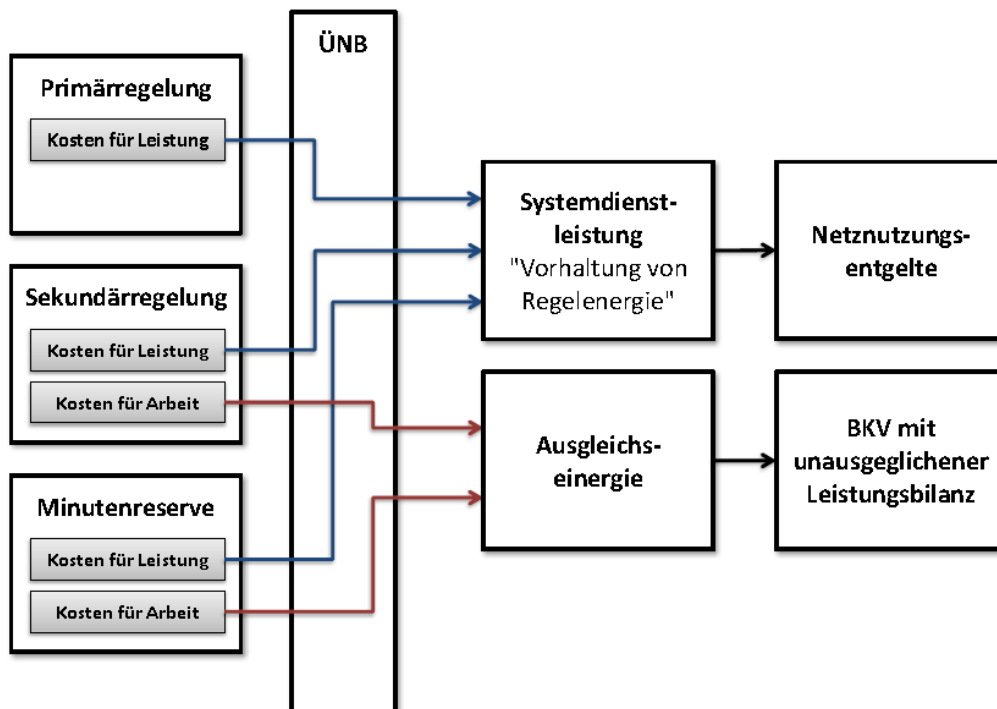 ÜNB
Primärregelung
Kosten für Leistung
Sekundärregelung
Kosten für Leistung
Kosten für Arbeit
Minutenreserve
Kosten für Leistung
Kosten für Arbeit
Systemdienst-
leistung
"Vorhaltung von
Regelenergie"
Netznutzungs-
entgelte
Ausgleichs-
einergie
BKV mit
unausgeglichener
Leistungsbilanz